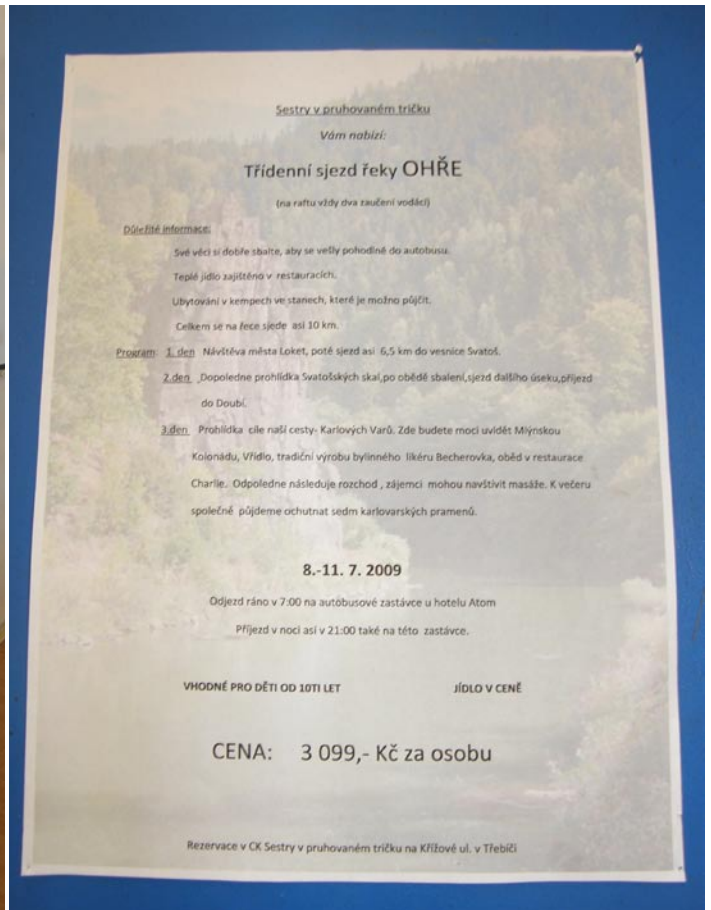 Sestry v pruhovaném tričku
Vám nabízí:
Třídenní sjezd řeky OHŘE
(na raftu vždy dva zaučení vodáci)
Důležité informace:
Své věci si dobře sbalte, aby se vešly pohodlně do autobusu.
Teplé jídlo zajištěno v restauracích.
Ubytování v kempech ve stanech, které je možno půjčit.
Celkem se na řece sjede asi 10 km.
Program: 1. den Návštěva města Loket, poté sjezd asi 6,5 km do vesnice Svatoš.
2.den Dopoledne prohlídka Svatošských skal,po obědě sbalení,sjezd dalšího úseku,příjezd
do Doubí.
3.den Prohlídka cíle naší cesty- Karlových Varů. Zde budete moci uvidět Mlýnskou
Kolonádu, Vřídlo, tradiční výrobu bylinného likéru Becherovka, oběd v restaurace
Charlie. Odpoledne následuje rozchod , zájemci mohou navštívit masáže. K večeru
společně půjdeme ochutnat sedm karlovarských pramenů.
8.-11. 7. 2009
Odjezd ráno v 7:00 na autobusové zastávce u hotelu Atom
Příjezd v noci asi v 21:00 také na této zastávce.
VHODNÉ PRO DĚTI OD 10TI LET JÍDLO V CENĚ
CENA: 3 099,- Kč za osobu
Rezervace v CK Sestry v pruhovaném tričku na Křížové ul. v Třebíči